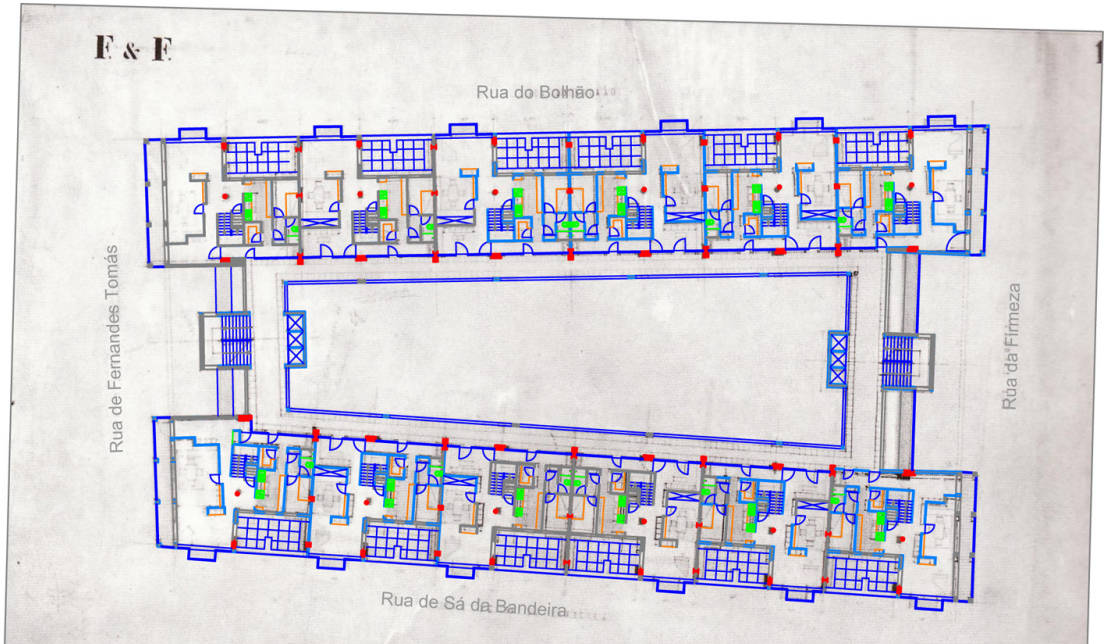 E & F.
Rua do Bolhão
Rua de Fernandes Tomás
Rua da Firmeza
Rua de Sá da Bandeira